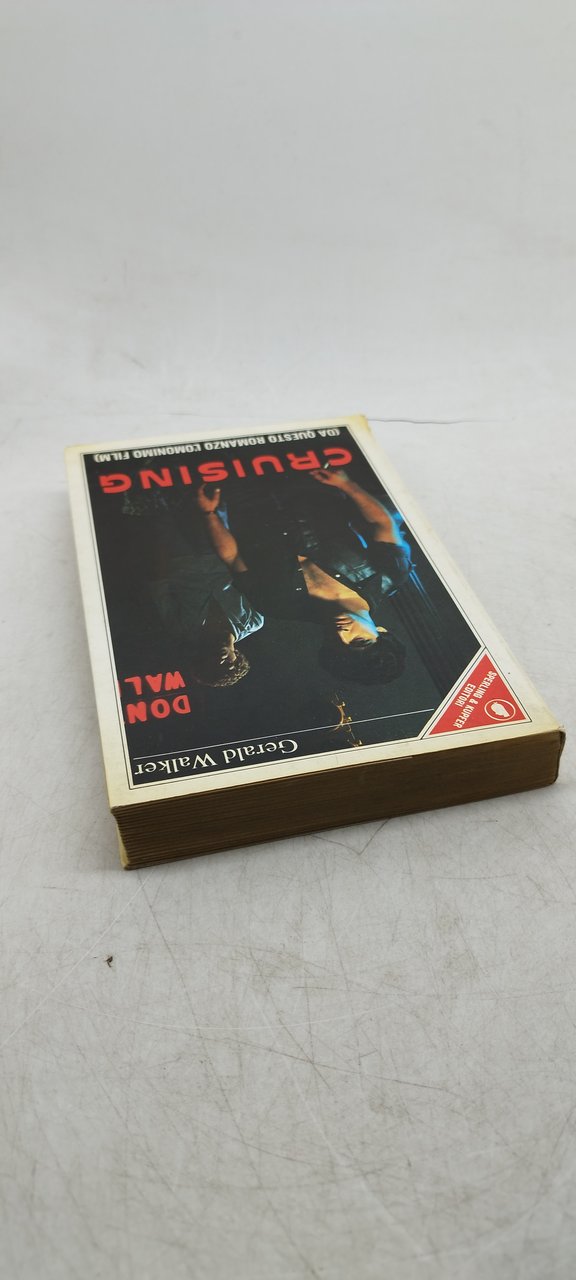 Gerald Walker
SPERLING & KUPFER
EDITORI
DON
WAL
CRUISING
(DA QUESTO ROMANZO L'OMONIMO FILM)